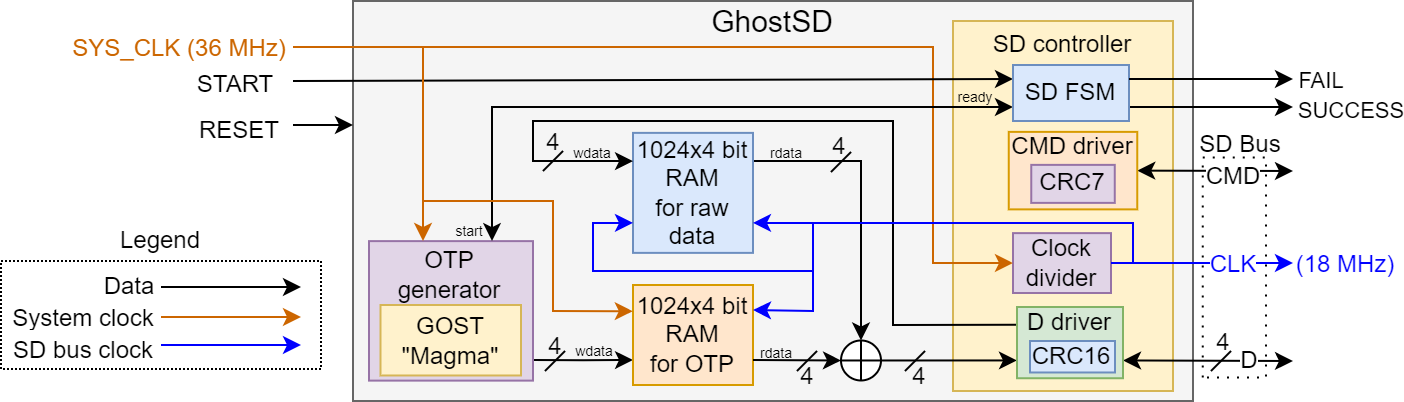 GhostSD
SYS_CLK (36 MHz)
START
RESET
SD controller
SD FSM
ready
FAIL
SUCCESS
4
wdata
1024x4 bit
RAM
for raw
data
rdata
4
CMD driver
CRC7
SD Bus
CMD
start
Clock
divider
CLK
(18 MHz)
OTP
generator
GOST
"Magma"
4
wdata
1024x4 bit
RAM
for OTP
rdata
4
4
D driver
CRC16
4
D
Legend
Data
System clock
SD bus clock